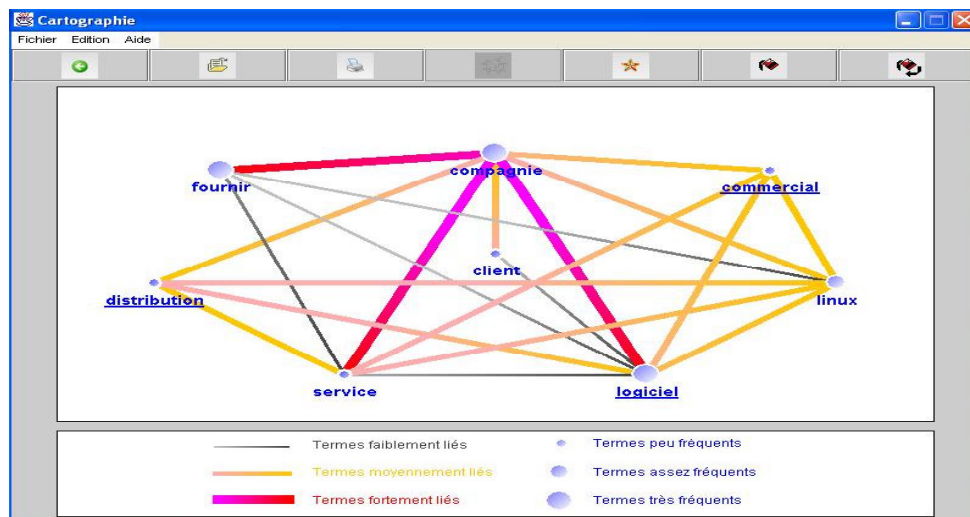 Cartographie
Fichier Edition Aide
compagnie
fournir
commercial
client
distribution
linux
service
logiciel
Termes faiblement liés
Termes peu fréquents
Termes moyennement liés
Termes assez fréquents
Termes fortement liés
Termes très fréquents